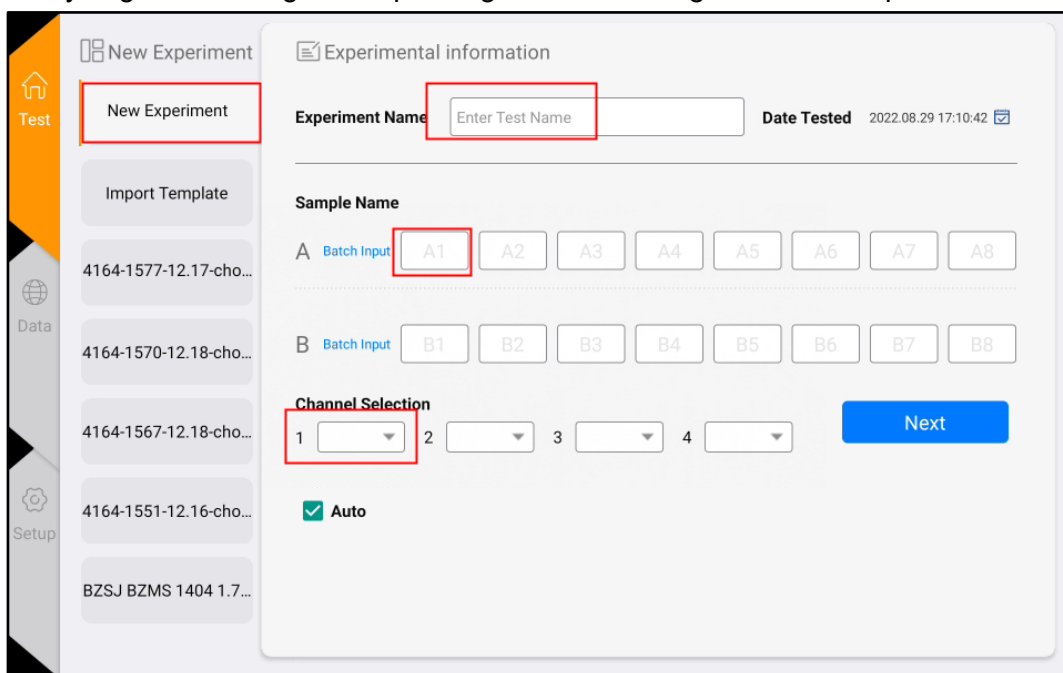 New Experiment
Experimental information
Test
New Experiment
Experiment Name
Enter Test Name
Date Tested
2022.08.29 17:10:42
Import Template
Sample Name
A Batch Input A1 A2 A3 A4 A5 A6 A7 A8
4164-1577-12.17-cho...
Data
B Batch Input B1 B2 B3 B4 B5 B6 B7 B8
4164-1570-12.18-cho...
Channel Selection
1 2 3 4
Next
4164-1567-12.18-cho...
Setup
4164-1551-12.16-cho...
Auto
BZSJ BZMS 1404 1.7...